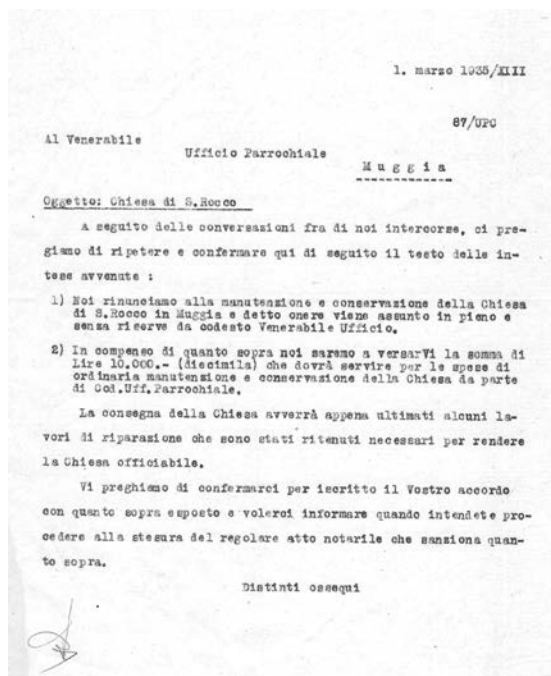 1. marzo 1935/XIII
87/UPC
Al Venerabile
Ufficio Parrochiale
Muggia
Oggetto: Chiesa di S.Rocco
A seguito delle conversazioni fra di noi intercorse, ci pre-
giamo di ripetere e confermare qui di seguito il testo delle in-
tese avvenute :
1) Noi rinunciamo alla manutenzione e conservazione della Chiesa
di S.Rocco in Muggia e detto onere viene assunto in pieno e
senza riserve da codesto Venerabile Ufficio.
2) In compenso di quanto sopra noi saremo a versarVi la somma di
Lire 10.000.- (diecimila) che dovrà servire per le spese di
ordinaria manutenzione e conservazione della Chiesa da parte
di Cod.Uff.Parrochiale.
La consegna della Chiesa avverrà appena ultimati alcuni la-
vori di riparazione che sono stati ritenuti necessari per rendere
la Chiesa officiabile.
Vi preghiamo di confermarci per iscritto il Vostro accordo
con quanto sopra esposto e volerci informare quando intendete pro-
cedere alla stesura del regolare atto notarile che sanziona quan-
to sopra.
Distinti ossequi